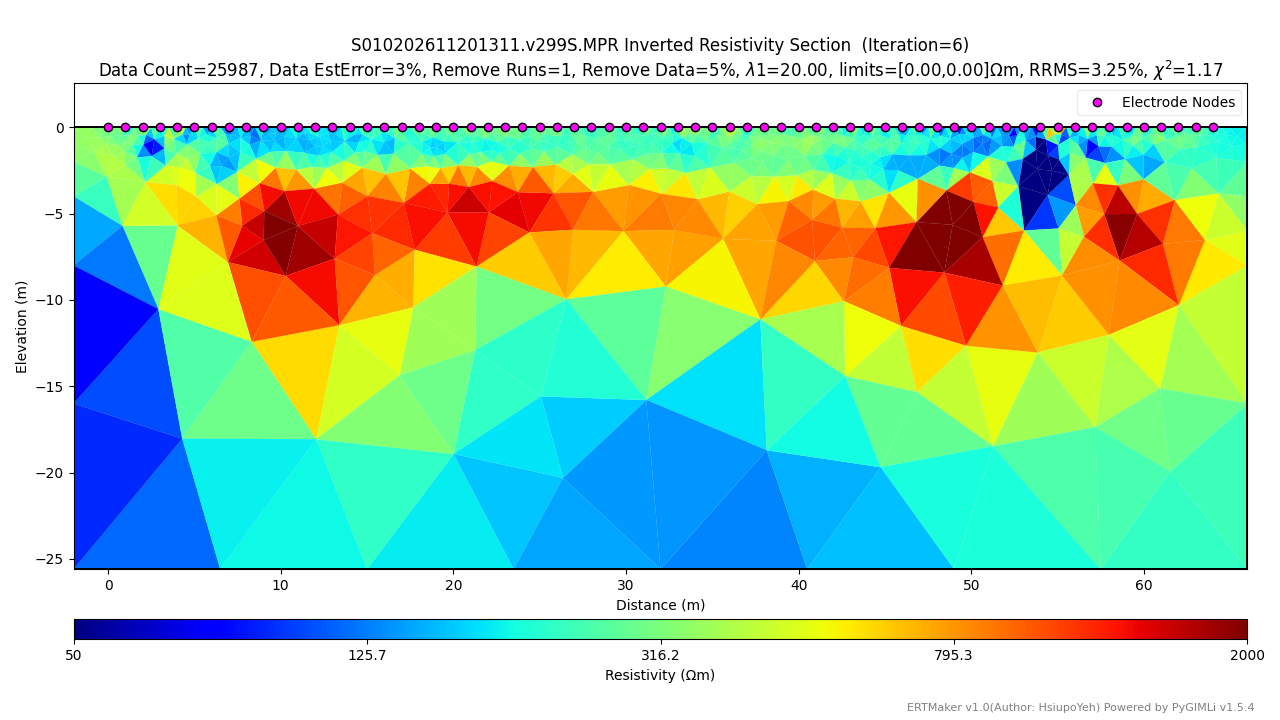 S010202611201311.v299S.MPR Inverted Resistivity Section  (Iteration=6)
Data Count=25987, Data EstError=3%, Remove Runs=1, Remove Data=5%, λ1=20.00, limits=[0.00,0.00]Ωm, RRMS=3.25%, χ²=1.17
Electrode Nodes
0
−5
−10
−15
−20
−25
Elevation (m)
0 10 20 30 40 50 60
Distance (m)
50 125.7 316.2 795.3 2000
Resistivity (Ωm)
ERTMaker v1.0(Author: HsiupoYeh) Powered by PyGIMLi v1.5.4